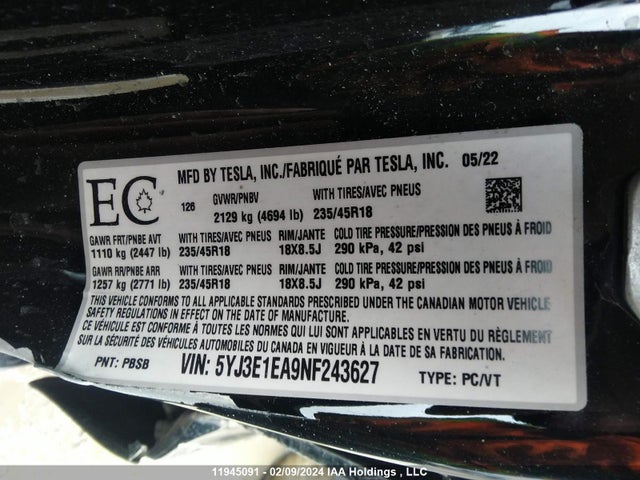 EC
MFD BY TESLA, INC./FABRIQUÉ PAR TESLA, INC. 05/22
126
GVWR/PNBV WITH TIRES/AVEC PNEUS
2129 kg (4694 lb) 235/45R18
GAWR FRT/PNBE AVT WITH TIRES/AVEC PNEUS RIM/JANTE COLD TIRE PRESSURE/PRESSION DES PNEUS À FROID
1110 kg (2447 lb) 235/45R18 18X8.5J 290 kPa, 42 psi
GAWR RR/PNBE ARR WITH TIRES/AVEC PNEUS RIM/JANTE COLD TIRE PRESSURE/PRESSION DES PNEUS À FROID
1257 kg (2771 lb) 235/45R18 18X8.5J 290 kPa, 42 psi
THIS VEHICLE CONFORMS TO ALL APPLICABLE STANDARDS PRESCRIBED UNDER THE CANADIAN MOTOR VEHICLE
SAFETY REGULATIONS IN EFFECT ON THE DATE OF MANUFACTURE.
CE VÉHICULE EST CONFORME À TOUTES LES NORMES QUI LUI SONT APPLICABLES EN VERTU DU RÈGLEMENT
SUR LA SÉCURITÉ DES VÉHICULES AUTOMOBILES DU CANADA EN VIGUEUR À LA DATE DE SA FABRICATION.
PNT: PBSB VIN: 5YJ3E1EA9NF243627 TYPE: PC/VT
11945091 - 02/09/2024 IAA Holdings , LLC